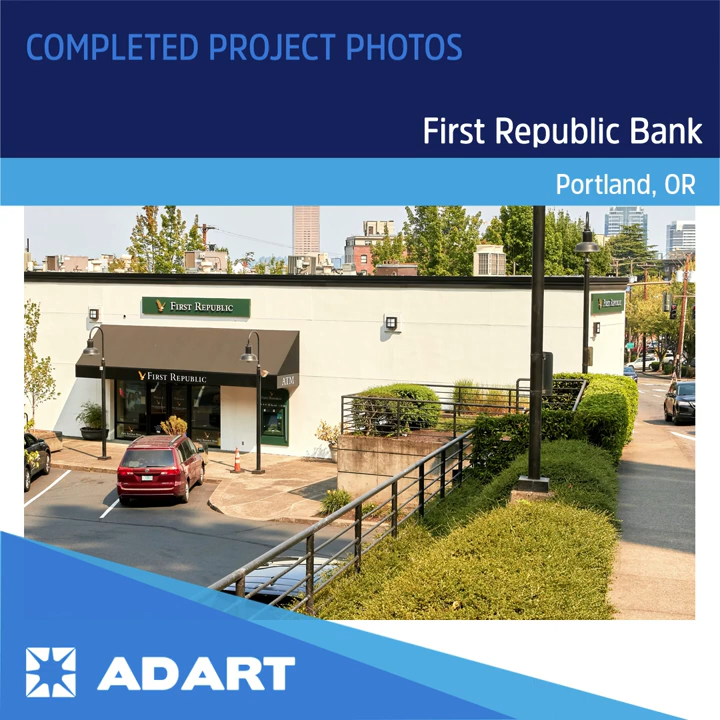 COMPLETED PROJECT PHOTOS
First Republic Bank
Portland, OR
FIRST REPUBLIC
FIRST REPUBLIC
FIRST REPUBLIC
ATM
ADART